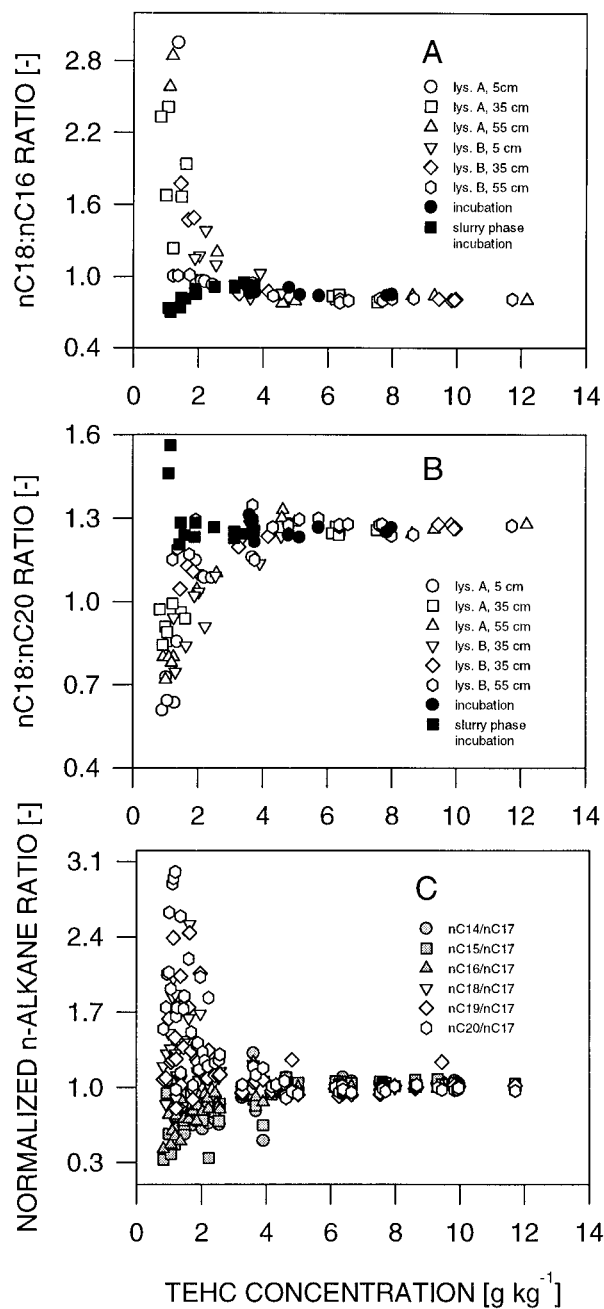 nC18:nC16 RATIO [-]
2.8
2.2
1.6
1.0
0.4
A
lys. A, 5cm
lys. A, 35 cm
lys. A, 55 cm
lys. B, 5 cm
lys. B, 35 cm
lys. B, 55 cm
incubation
slurry phase
incubation
0 2 4 6 8 10 12 14
nC18:nC20 RATIO [-]
1.6
1.3
1.0
0.7
0.4
B
lys. A, 5 cm
lys. A, 35 cm
lys. A, 55 cm
lys. B, 35 cm
lys. B, 35 cm
lys. B, 55 cm
incubation
slurry phase
incubation
0 2 4 6 8 10 12 14
NORMALIZED n-ALKANE RATIO [-]
3.1
2.4
1.7
1.0
0.3
C
nC14/nC17
nC15/nC17
nC16/nC17
nC18/nC17
nC19/nC17
nC20/nC17
0 2 4 6 8 10 12 14
TEHC CONCENTRATION [g kg⁻¹]